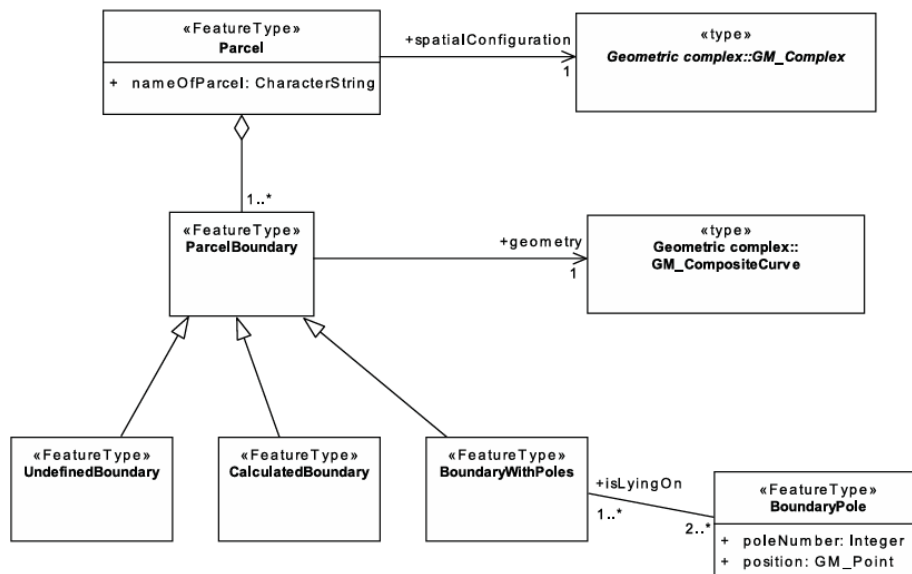 «FeatureType»
Parcel
+ nameOfParcel: CharacterString
+spatialConfiguration
1
«type»
Geometric complex::GM_Complex
1..*
«FeatureType»
ParcelBoundary
+geometry
1
«type»
Geometric complex::
GM_CompositeCurve
«FeatureType»
UndefinedBoundary
«FeatureType»
CalculatedBoundary
«FeatureType»
BoundaryWithPoles
+isLyingOn
1..*
2..*
«FeatureType»
BoundaryPole
+ poleNumber: Integer
+ position: GM_Point